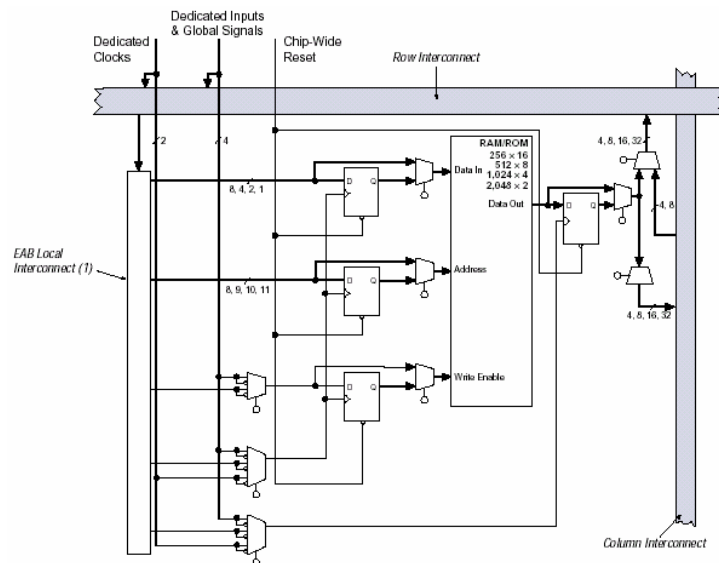 Dedicated Inputs
& Global Signals
Dedicated
Clocks
Chip-Wide
Reset
Row Interconnect
2
4
RAM/ROM
256 × 16
512 × 8
1,024 × 4
2,048 × 2
4, 8, 16, 32
Data In
D
Q
8, 4, 2, 1
Data Out
D
Q
4, 8
EAB Local
Interconnect (1)
D
Q
Address
8, 9, 10, 11
4, 8, 16, 32
D
Q
Write Enable
Column Interconnect